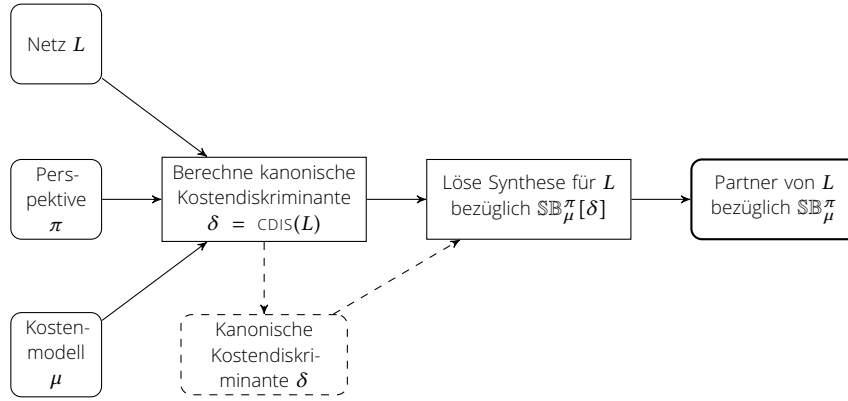 Netz L
Pers-
pektive
π
Kosten-
modell
μ
Berechne kanonische
Kostendiskriminante
δ = CDIS(L)
Kanonische
Kostendiskri-
minante δ
Löse Synthese für L
bezüglich 𝕊𝔹^π_μ[δ]
Partner von L
bezüglich 𝕊𝔹^π_μ